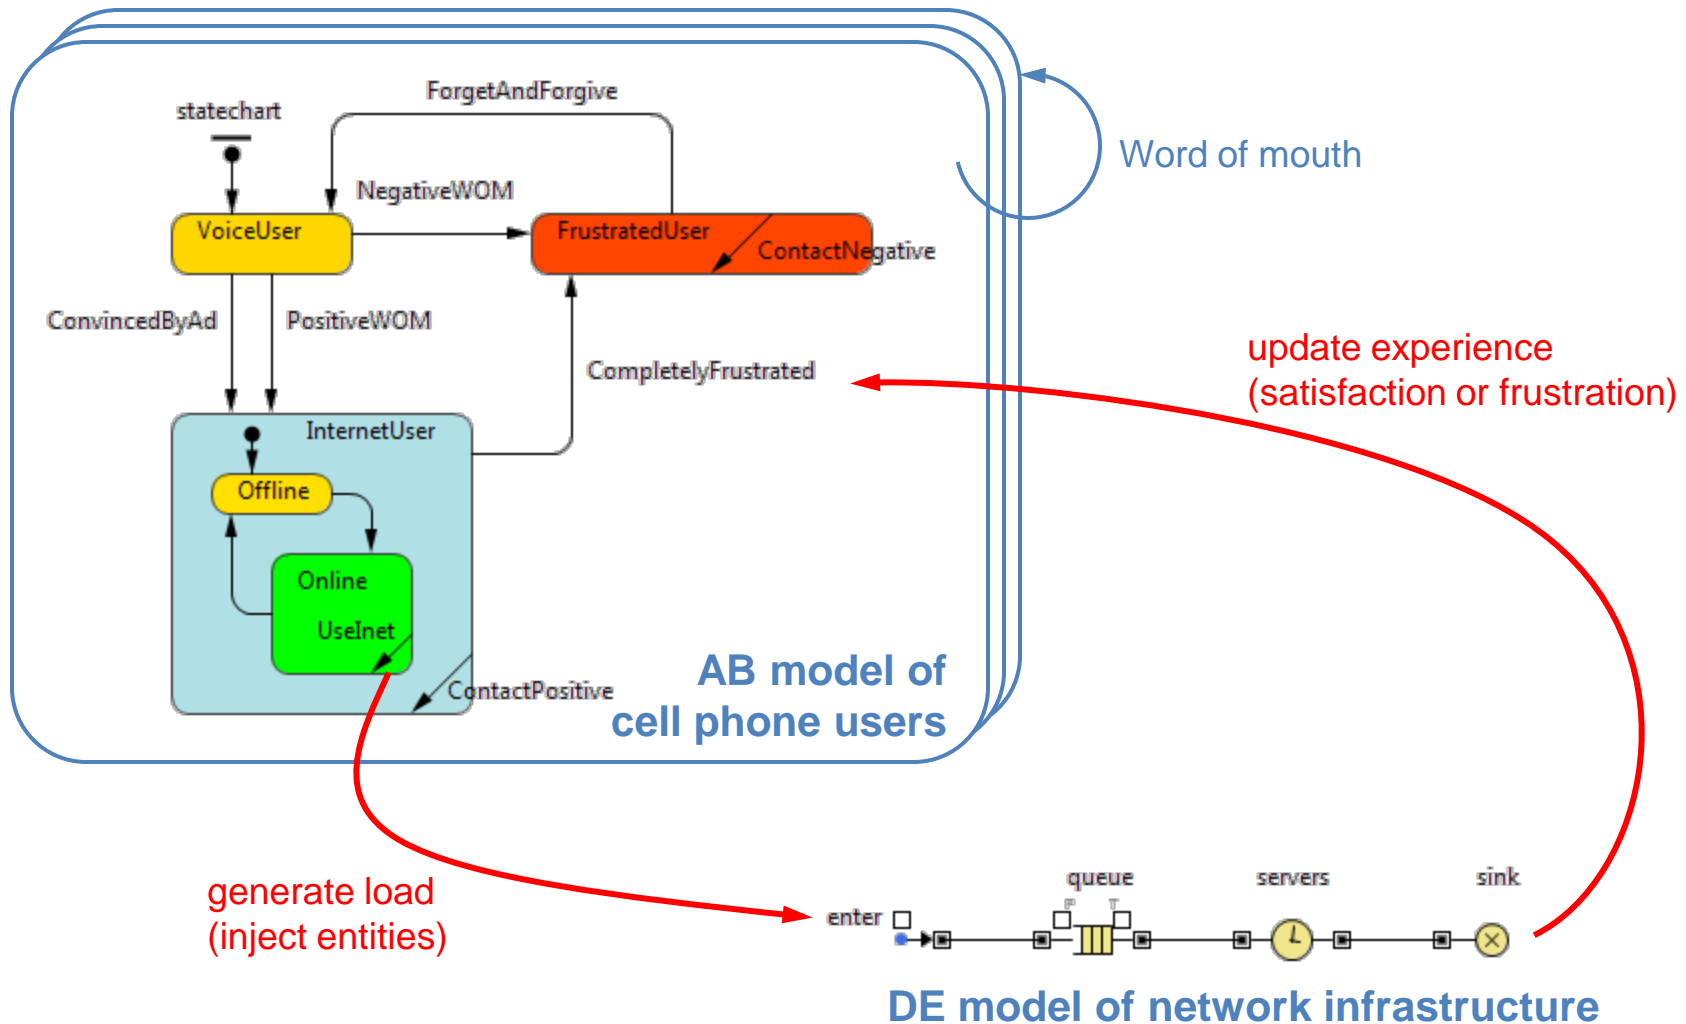 ForgetAndForgive
statechart
Word of mouth
NegativeWOM
VoiceUser
FrustratedUser
ContactNegative
ConvincedByAd
PositiveWOM
update experience
(satisfaction or frustration)
CompletelyFrustrated
InternetUser
Offline
Online
UseInet
AB model of
cell phone users
ContactPositive
generate load
(inject entities)
queue
servers
sink
P T
enter
DE model of network infrastructure